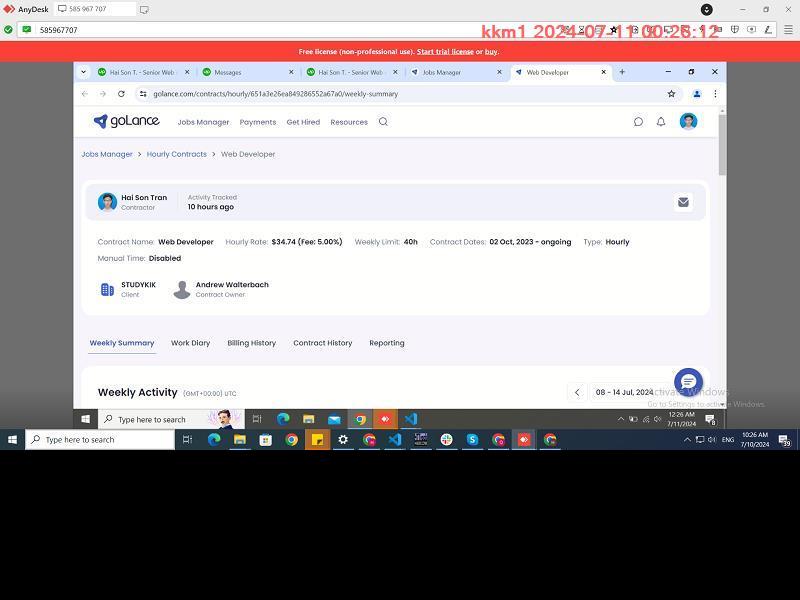 AnyDesk
585 967 707
585967707
kkm1 2024-07-11 00:26:12
Free license (non-professional use). Start trial license or buy.
Hai Son T. - Senior Web
Messages
Hai Son T. - Senior Web
Jobs Manager
Web Developer
golance.com/contracts/hourly/651a3e26ea849286552a67a0/weekly-summary
goLance
Jobs Manager
Payments
Get Hired
Resources
Jobs Manager > Hourly Contracts > Web Developer
Hai Son Tran
Contractor
Activity Tracked
10 hours ago
Contract Name: Web Developer
Hourly Rate: $34.74 (Fee: 5.00%)
Weekly Limit: 40h
Contract Dates: 02 Oct, 2023 - ongoing
Type: Hourly
Manual Time: Disabled
STUDYKIK
Client
Andrew Walterbach
Contract Owner
Weekly Summary
Work Diary
Billing History
Contract History
Reporting
Weekly Activity (GMT+00:00) UTC
08 - 14 Jul, 2024
Activate Windows
Go to Settings to activate Windows.
Type here to search
12:26 AM
7/11/2024
Type here to search
ENG
10:26 AM
7/10/2024